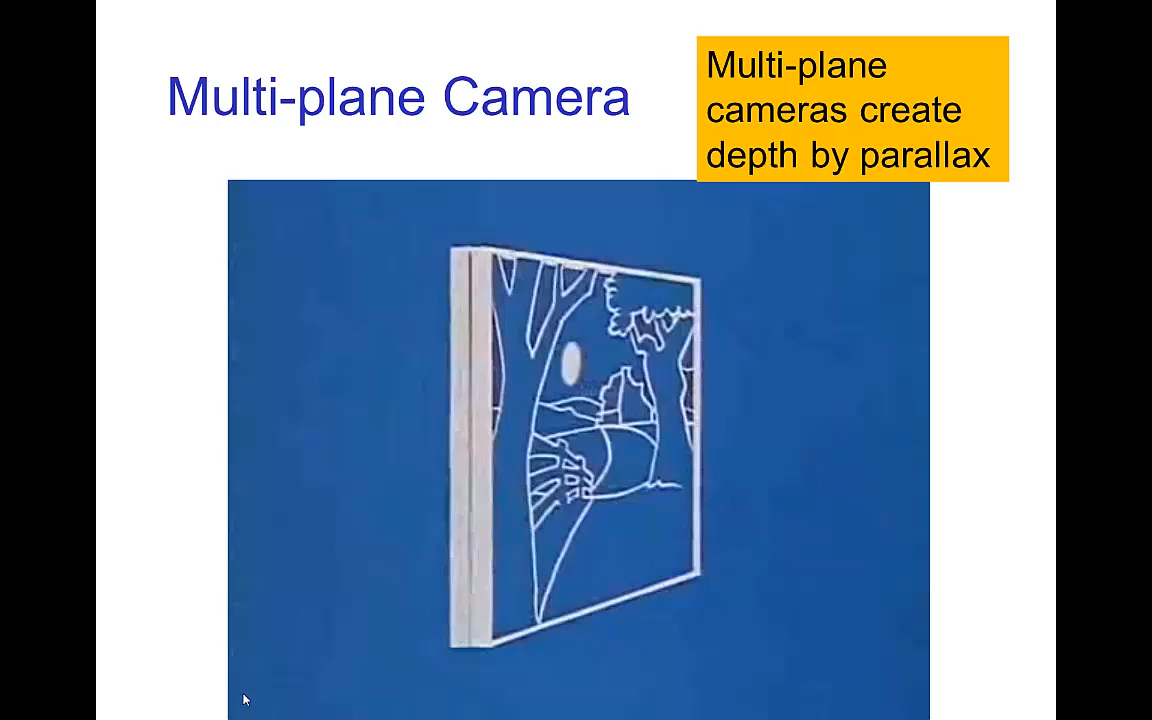 Multi-plane Camera
Multi-plane
cameras create
depth by parallax